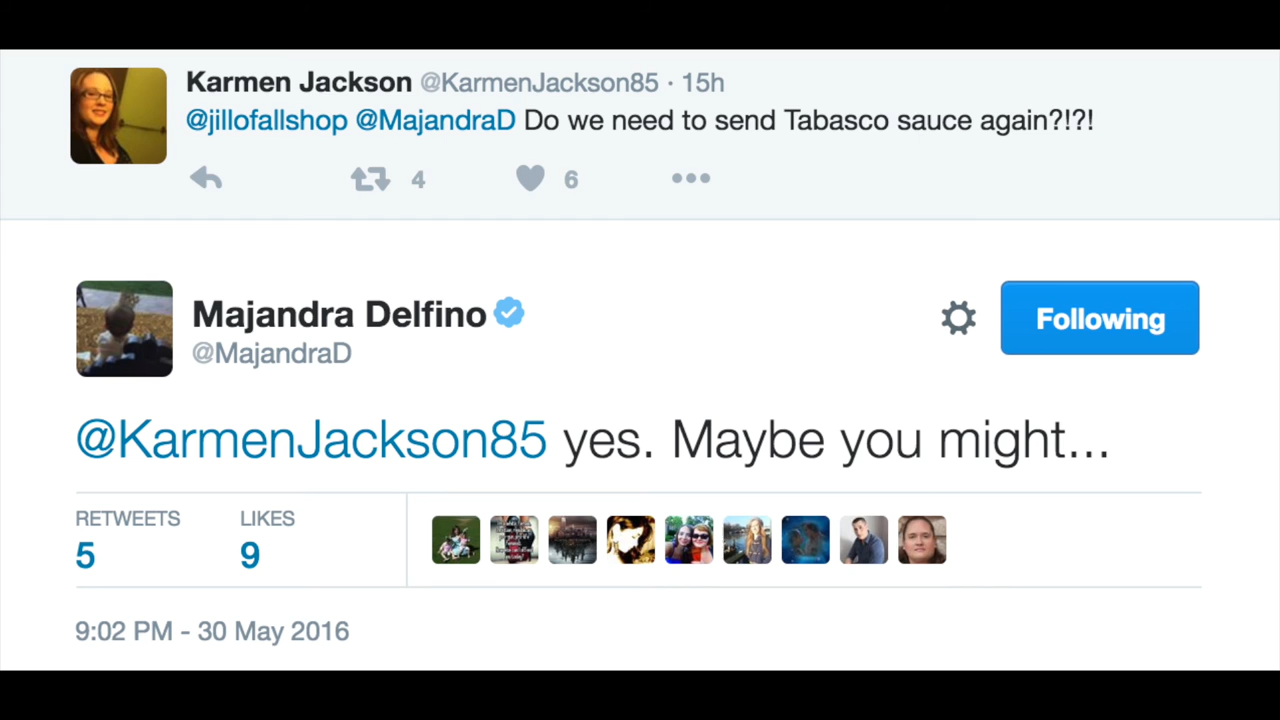 Karmen Jackson @KarmenJackson85 · 15h
@jillofallshop @MajandraD Do we need to send Tabasco sauce again?!?!
4 6
Majandra Delfino
@MajandraD
Following
@KarmenJackson85 yes. Maybe you might...
RETWEETS LIKES
5 9
9:02 PM - 30 May 2016